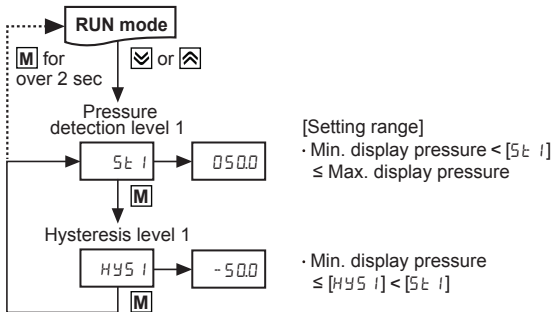 RUN mode
M for
over 2 sec
or
Pressure
detection level 1
St 1
050.0
[Setting range]
· Min. display pressure < [St 1]
≤ Max. display pressure
M
Hysteresis level 1
HYS 1
-50.0
· Min. display pressure
≤ [HYS 1] < [St 1]
M